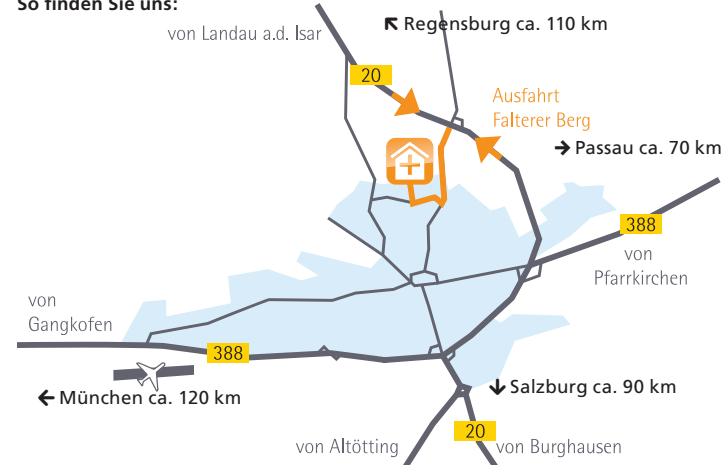 So finden Sie uns:
von Landau a.d. Isar
Regensburg ca. 110 km
20
Ausfahrt
Falterer Berg
Passau ca. 70 km
388
von
Pfarrkirchen
von
Gangkofen
388
München ca. 120 km
Salzburg ca. 90 km
20
von Altötting
von Burghausen